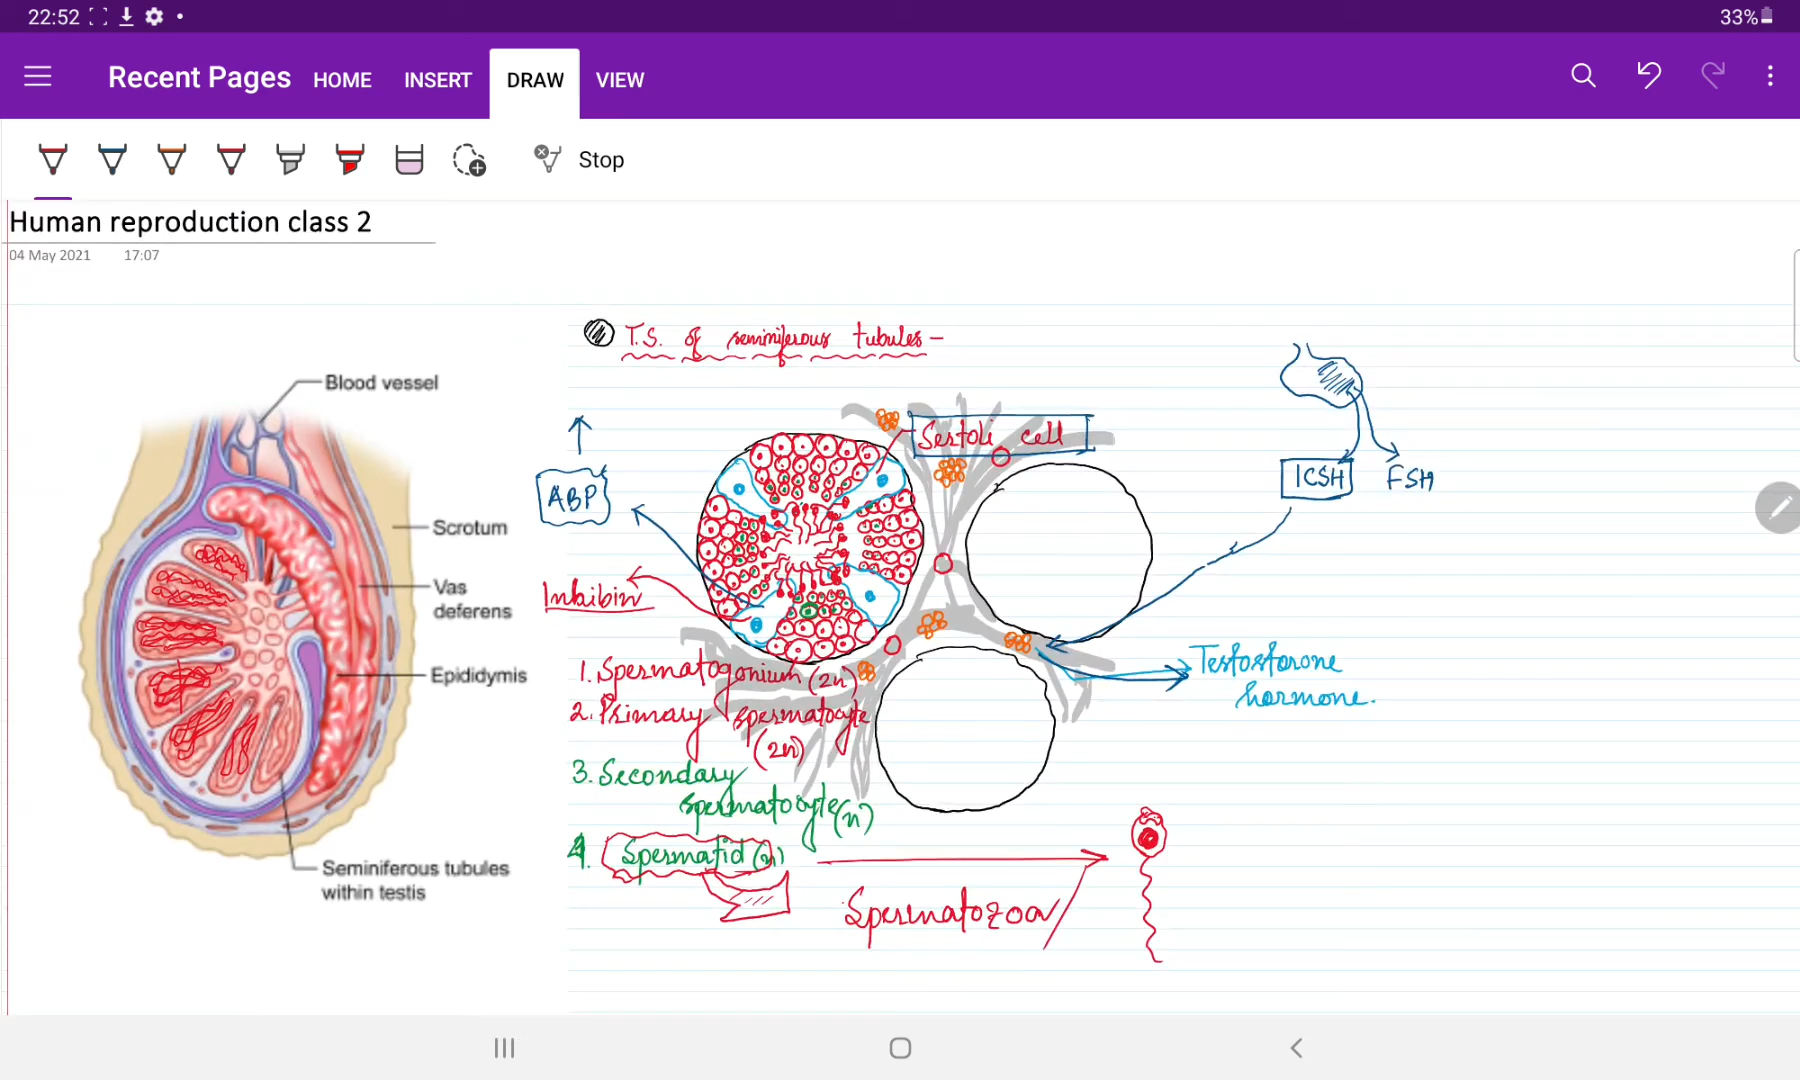 22:52
33%
Recent Pages
HOME
INSERT
DRAW
VIEW
Stop
Human reproduction class 2
04 May 2021 17:07
T.S. of seminiferous tubules-
Blood vessel
Scrotum
Vas
deferens
Epididymis
Seminiferous tubules
within testis
Sertoli cell
ABP
Inhibin
ICSH
FSH
Testosterone
hormone.
1. Spermatogonium (2n)
2. Primary spermatocyte
(2n)
3. Secondary
spermatocyte (n)
4. Spermatid (n)
Spermatozoa